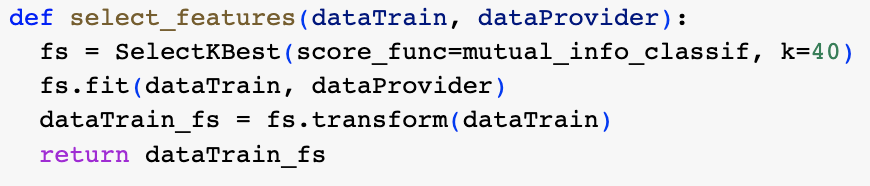 def select_features(dataTrain, dataProvider):
  fs = SelectKBest(score_func=mutual_info_classif, k=40)
  fs.fit(dataTrain, dataProvider)
  dataTrain_fs = fs.transform(dataTrain)
  return dataTrain_fs